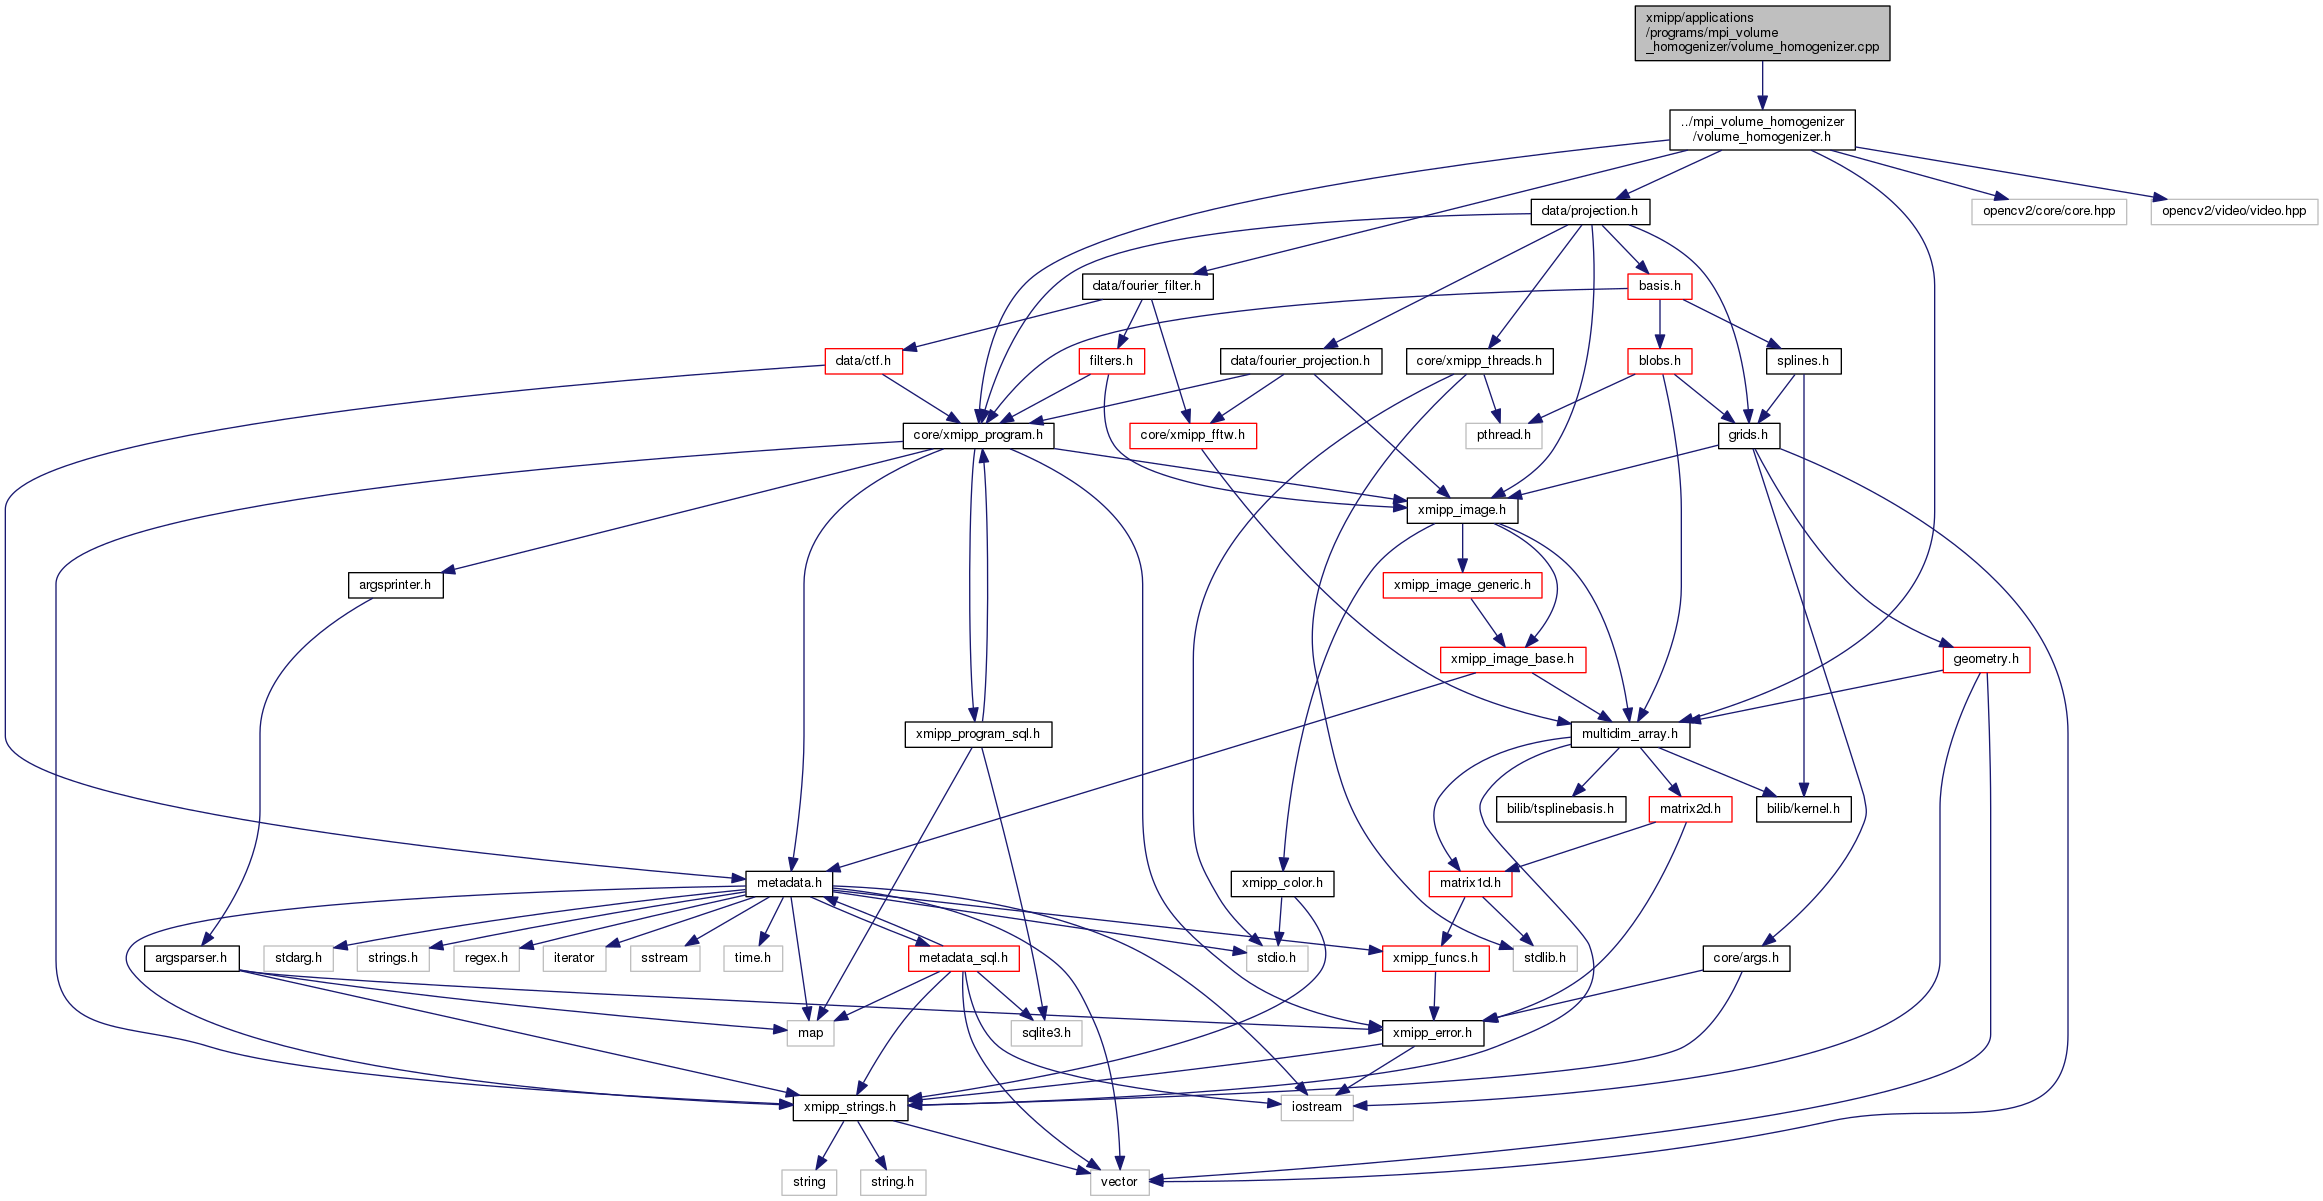 xmipp/applications
/programs/mpi_volume
_homogenizer/volume_homogenizer.cpp
../mpi_volume_homogenizer
/volume_homogenizer.h
data/projection.h
opencv2/core/core.hpp
opencv2/video/video.hpp
data/fourier_filter.h
basis.h
data/ctf.h
filters.h
data/fourier_projection.h
core/xmipp_threads.h
blobs.h
splines.h
core/xmipp_program.h
core/xmipp_fftw.h
pthread.h
grids.h
xmipp_image.h
argsprinter.h
xmipp_image_generic.h
xmipp_image_base.h
geometry.h
xmipp_program_sql.h
multidim_array.h
bilib/tsplinebasis.h
matrix2d.h
bilib/kernel.h
metadata.h
xmipp_color.h
matrix1d.h
argsparser.h
stdarg.h
strings.h
regex.h
iterator
sstream
time.h
metadata_sql.h
stdio.h
xmipp_funcs.h
stdlib.h
core/args.h
map
sqlite3.h
xmipp_error.h
xmipp_strings.h
iostream
string
string.h
vector